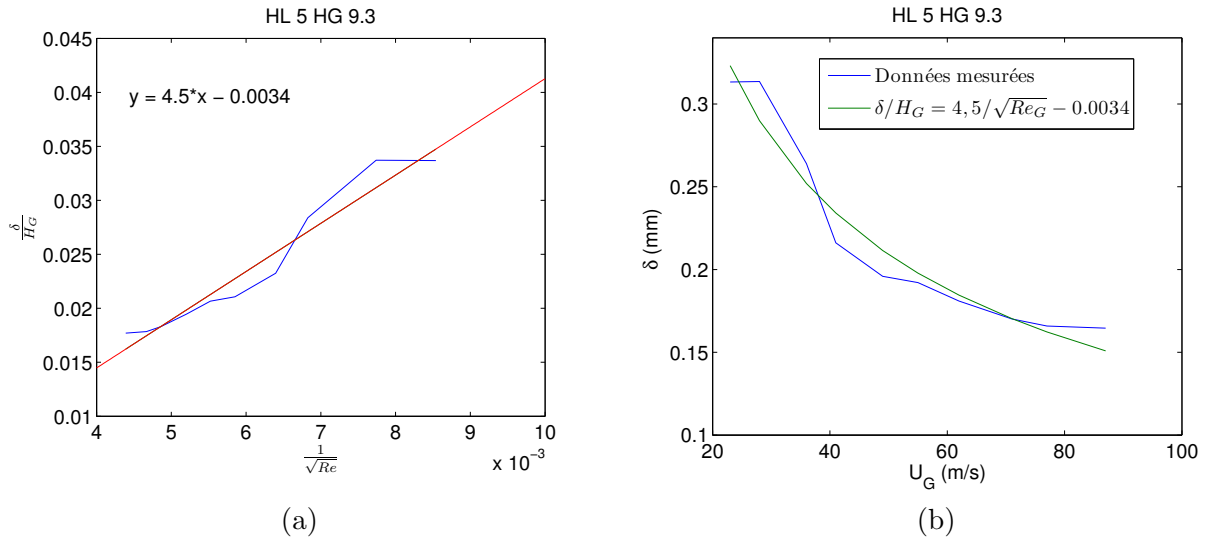 HL 5 HG 9.3
0.045
0.04
0.035
0.03
0.025
0.02
0.015
0.01
δ/H_G
y = 4.5*x − 0.0034
4 5 6 7 8 9 10
1/√Re
x 10⁻³
(a)
HL 5 HG 9.3
0.3
0.25
0.2
0.15
0.1
δ (mm)
Données mesurées
δ/H_G = 4,5/√Re_G − 0.0034
20 40 60 80 100
U_G (m/s)
(b)